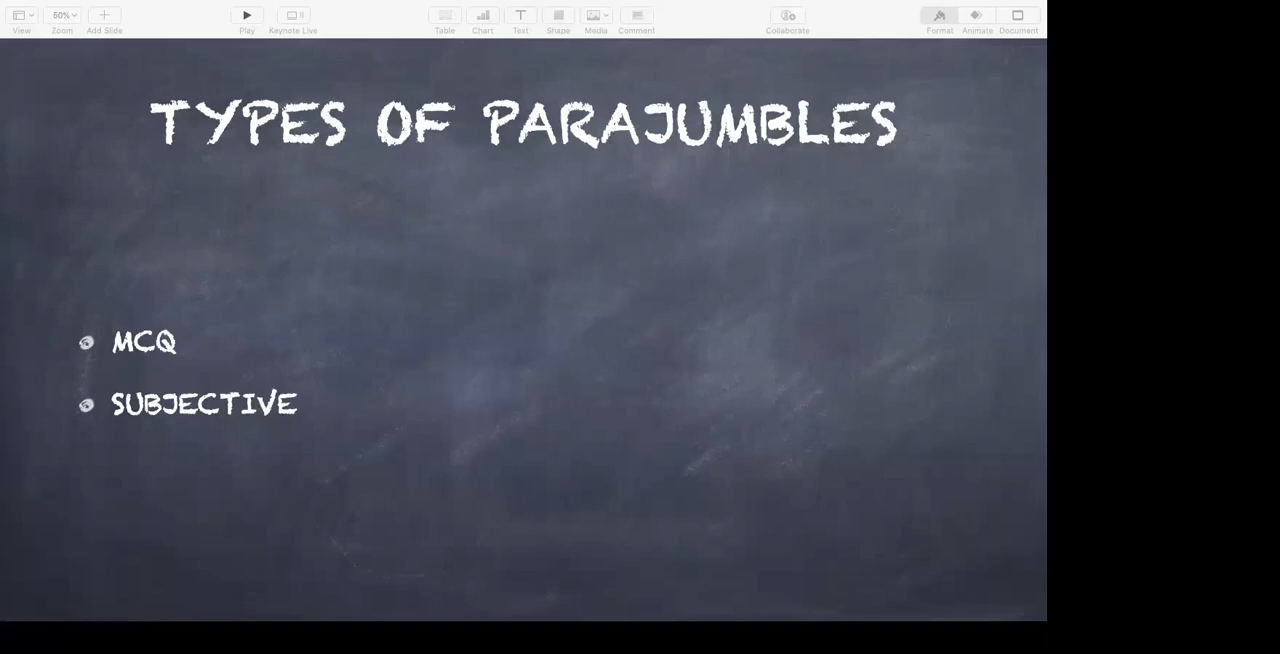 50%
View Zoom Add Slide Play Keynote Live Table Chart Text Shape Media Comment Collaborate Format Animate Document
TYPES OF PARAJUMBLES
MCQ
SUBJECTIVE